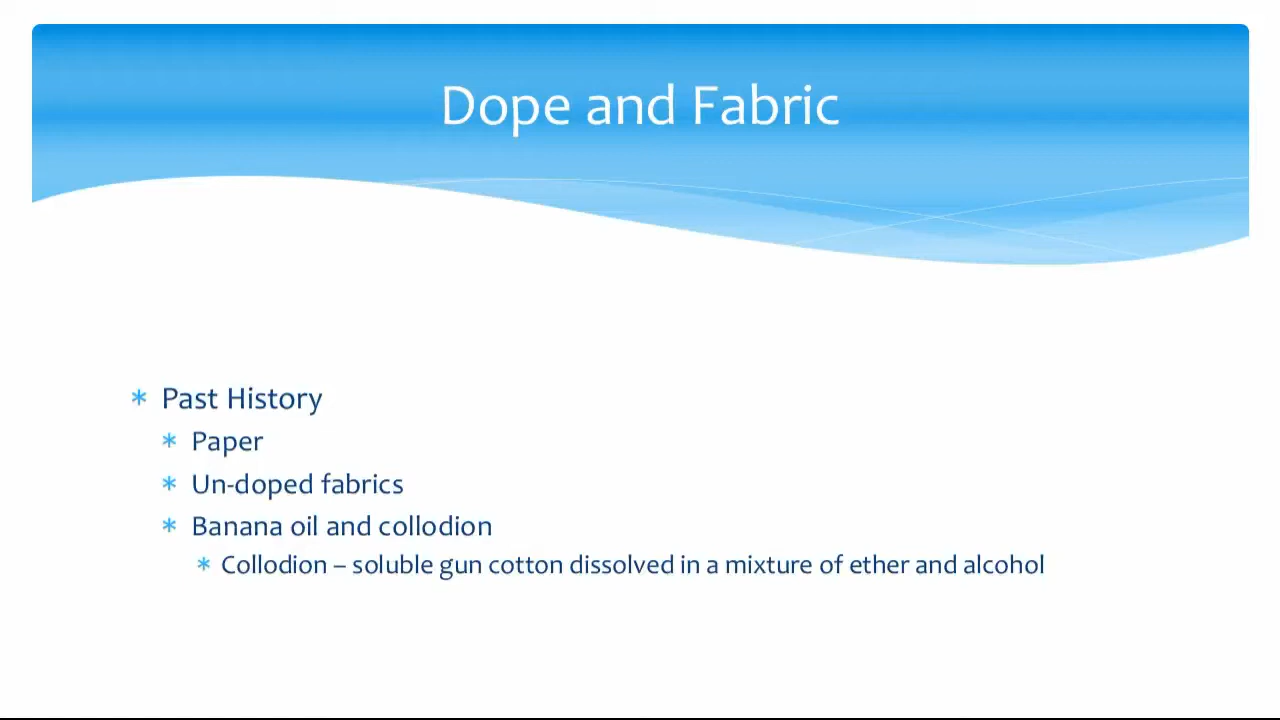 Dope and Fabric
* Past History
* Paper
* Un-doped fabrics
* Banana oil and collodion
* Collodion – soluble gun cotton dissolved in a mixture of ether and alcohol